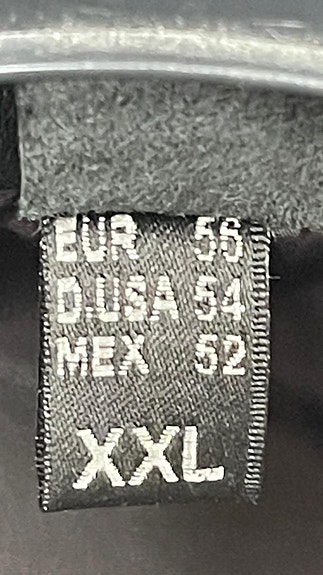 EUR 56
D.USA 54
MEX 52
XXL